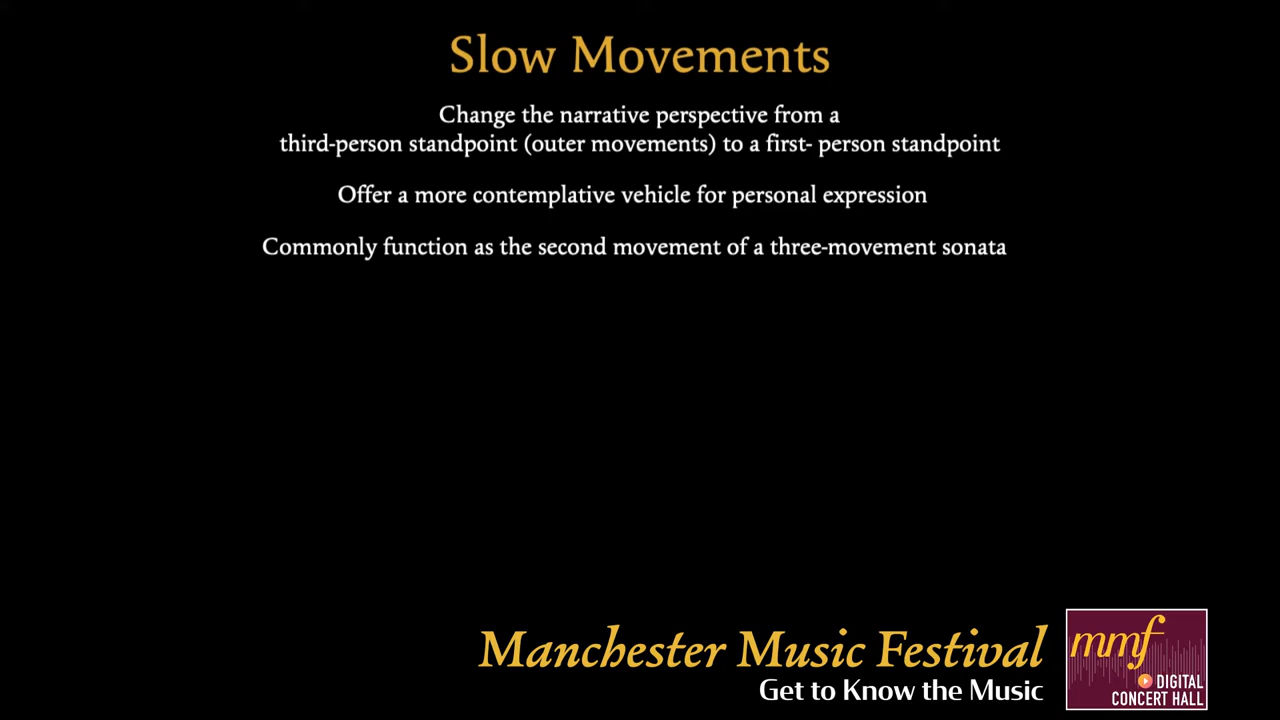 Slow Movements
Change the narrative perspective from a
third-person standpoint (outer movements) to a first- person standpoint
Offer a more contemplative vehicle for personal expression
Commonly function as the second movement of a three-movement sonata
Manchester Music Festival
Get to Know the Music
mmf
DIGITAL
CONCERT HALL